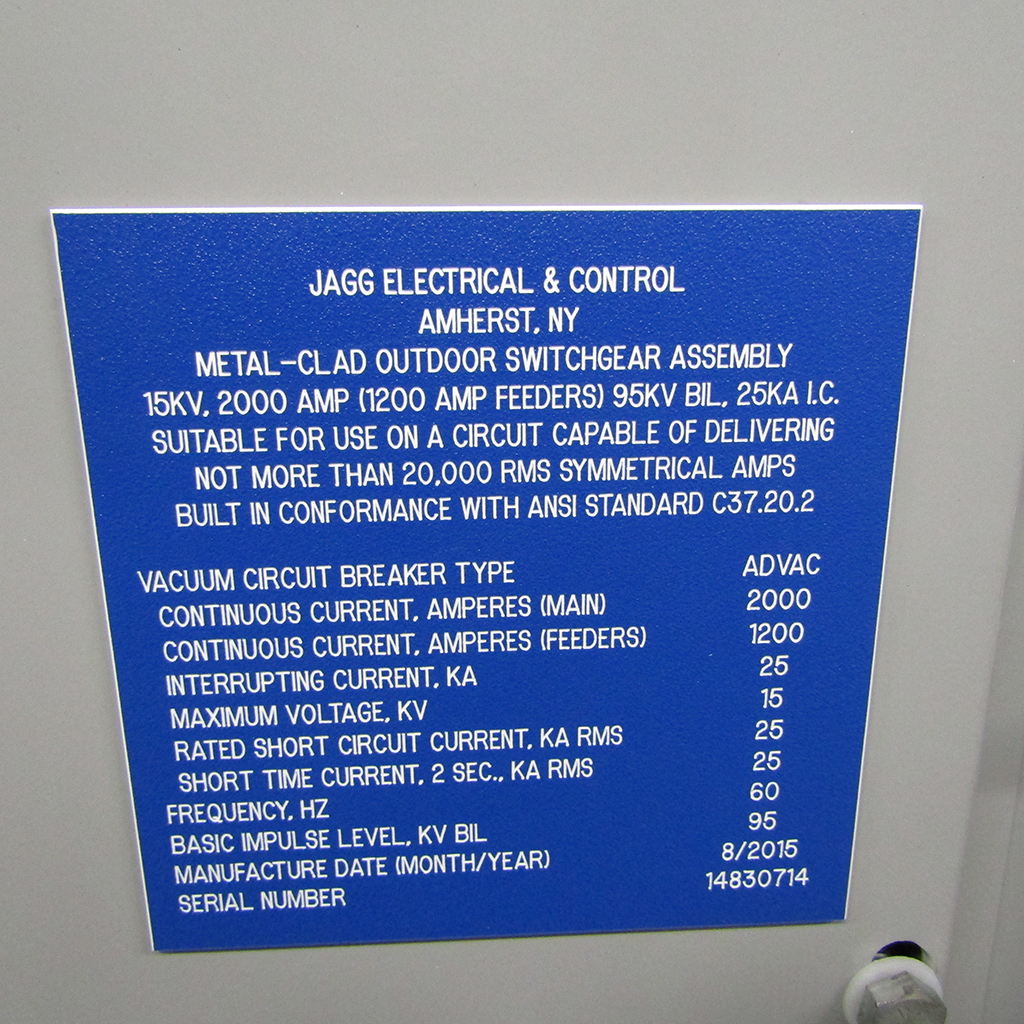 JAGG ELECTRICAL & CONTROL
AMHERST, NY
METAL-CLAD OUTDOOR SWITCHGEAR ASSEMBLY
15KV, 2000 AMP (1200 AMP FEEDERS) 95KV BIL, 25KA I.C.
SUITABLE FOR USE ON A CIRCUIT CAPABLE OF DELIVERING
NOT MORE THAN 20,000 RMS SYMMETRICAL AMPS
BUILT IN CONFORMANCE WITH ANSI STANDARD C37.20.2
VACUUM CIRCUIT BREAKER TYPE ADVAC
CONTINUOUS CURRENT, AMPERES (MAIN) 2000
CONTINUOUS CURRENT, AMPERES (FEEDERS) 1200
INTERRUPTING CURRENT, KA 25
MAXIMUM VOLTAGE, KV 15
RATED SHORT CIRCUIT CURRENT, KA RMS 25
SHORT TIME CURRENT, 2 SEC., KA RMS 25
FREQUENCY, HZ 60
BASIC IMPULSE LEVEL, KV BIL 95
MANUFACTURE DATE (MONTH/YEAR) 8/2015
SERIAL NUMBER 14830714